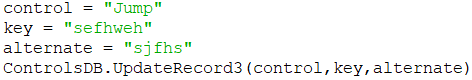 control = "Jump"
key = "sefhweh"
alternate = "sjfhs"
ControlsDB.UpdateRecord3(control,key,alternate)